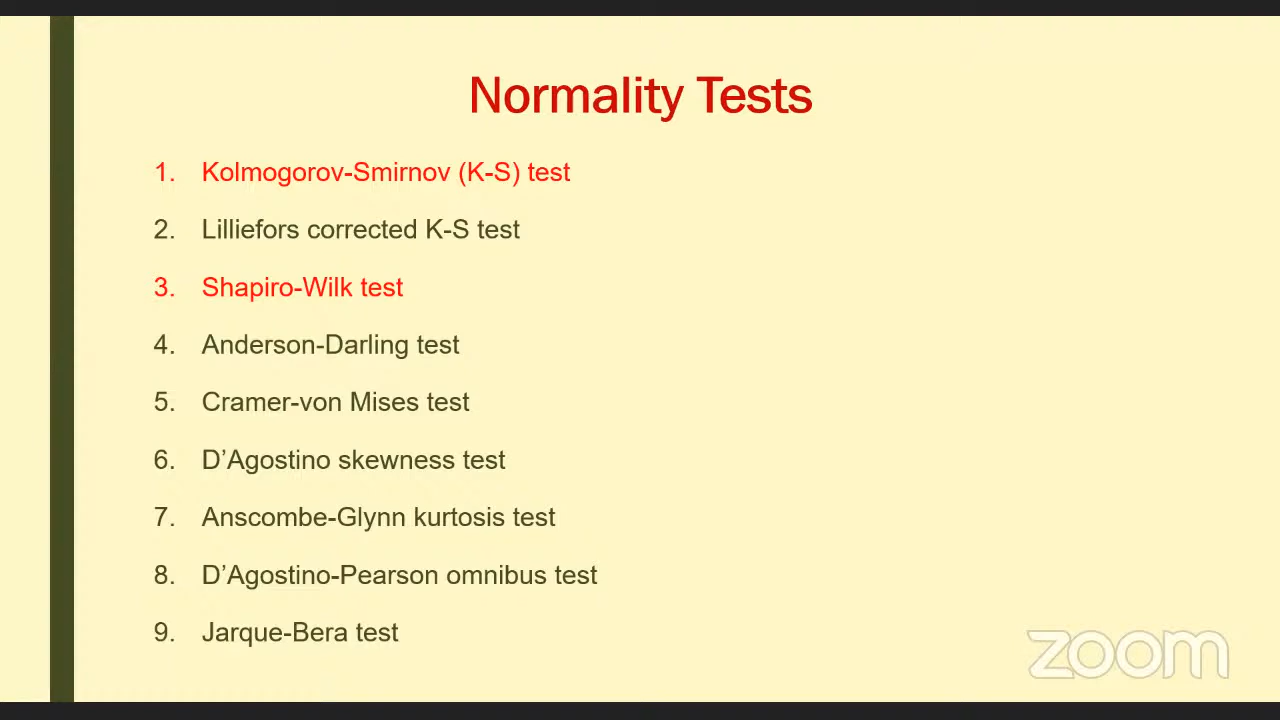 Normality Tests
1. Kolmogorov-Smirnov (K-S) test
2. Lilliefors corrected K-S test
3. Shapiro-Wilk test
4. Anderson-Darling test
5. Cramer-von Mises test
6. D’Agostino skewness test
7. Anscombe-Glynn kurtosis test
8. D’Agostino-Pearson omnibus test
9. Jarque-Bera test
zoom